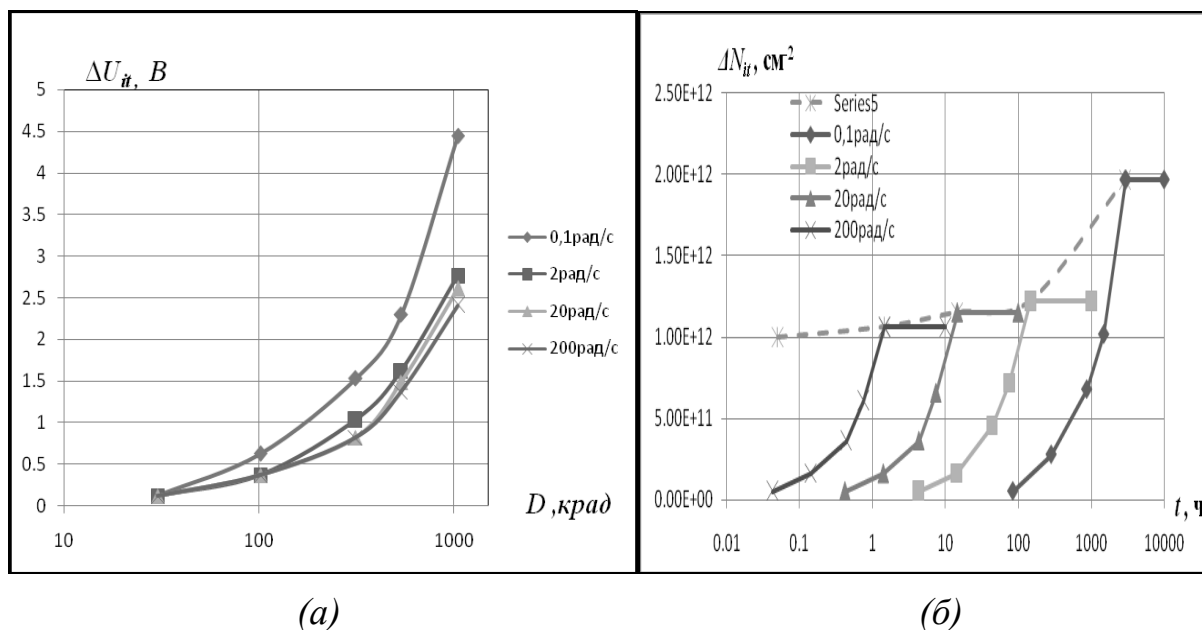 ΔU_it, В
5
4.5
4
3.5
3
2.5
2
1.5
1
0.5
0
10
100
1000
D ,крад
0,1рад/с
2рад/с
20рад/с
200рад/с
(а)
ΔN_it, см²
2.50E+12
2.00E+12
1.50E+12
1.00E+12
5.00E+11
0.00E+00
0.01
0.1
1
10
100
1000
10000
t, ч
Series5
0,1рад/с
2рад/с
20рад/с
200рад/с
(б)